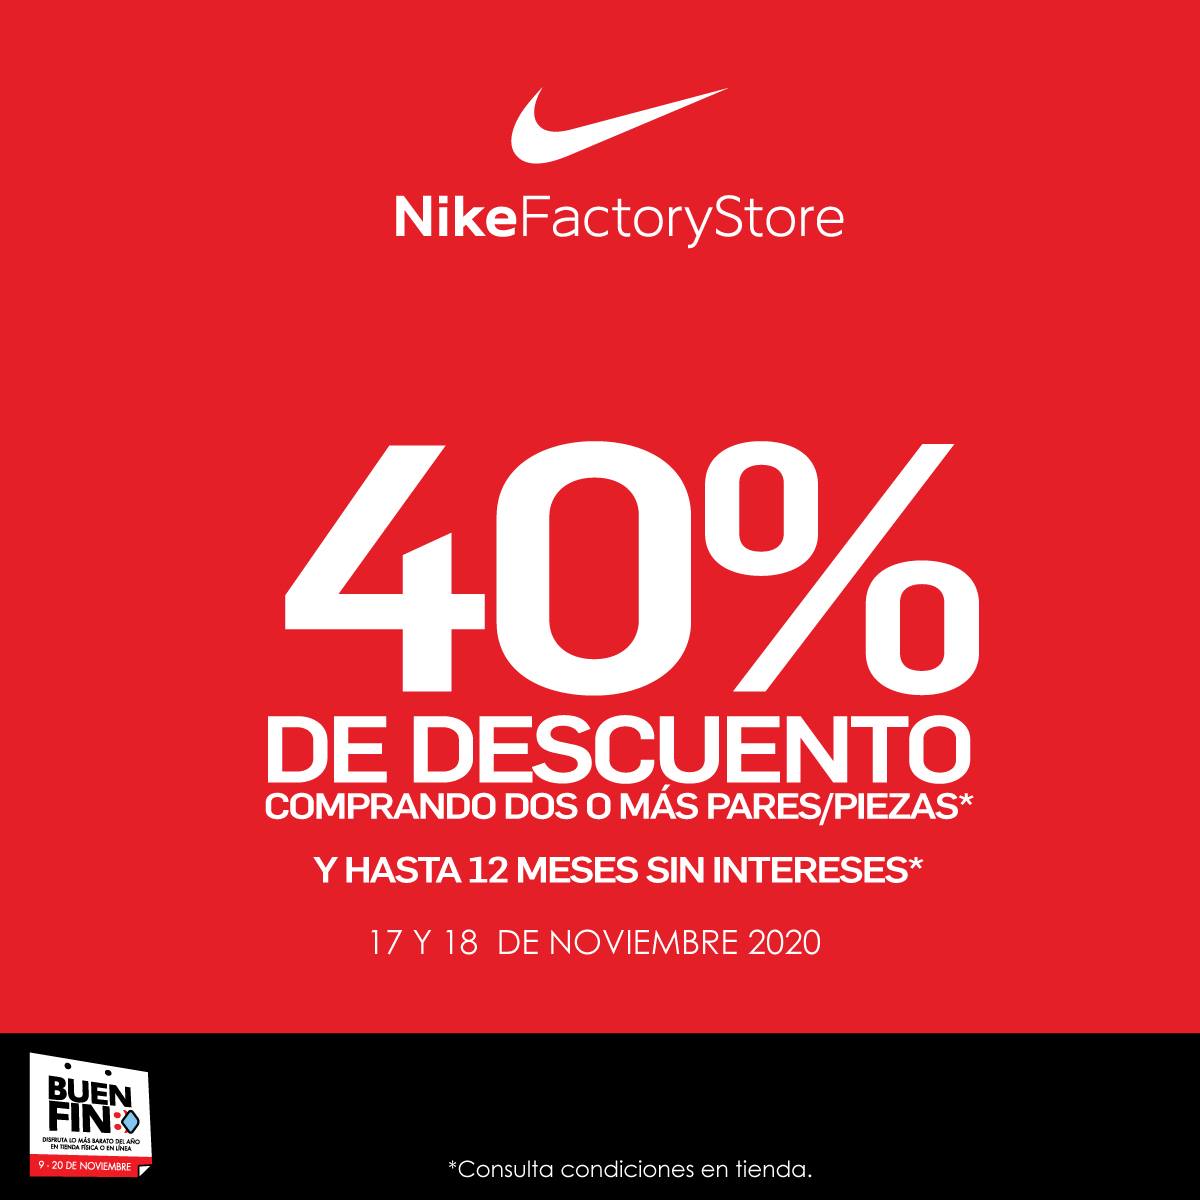 NikeFactoryStore
40%
DE DESCUENTO
COMPRANDO DOS O MÁS PARES/PIEZAS*
Y HASTA 12 MESES SIN INTERESES*
17 Y 18 DE NOVIEMBRE 2020
BUEN
FIN
DISFRUTA LO MÁS BARATO DEL AÑO
EN TIENDA FÍSICA O EN LÍNEA
9 - 20 DE NOVIEMBRE
*Consulta condiciones en tienda.